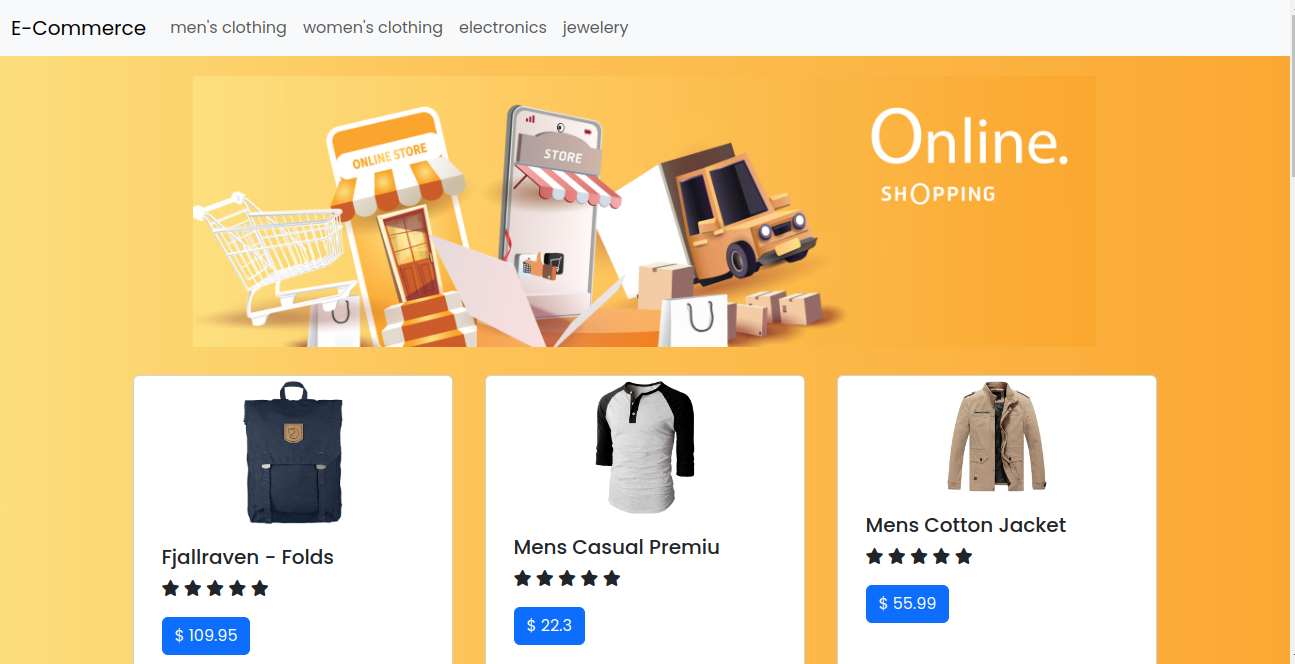 E-Commerce men's clothing women's clothing electronics jewelery
ONLINE STORE
STORE
Online.
SHOPPING
Fjallraven - Folds
$ 109.95
Mens Casual Premiu
$ 22.3
Mens Cotton Jacket
$ 55.99